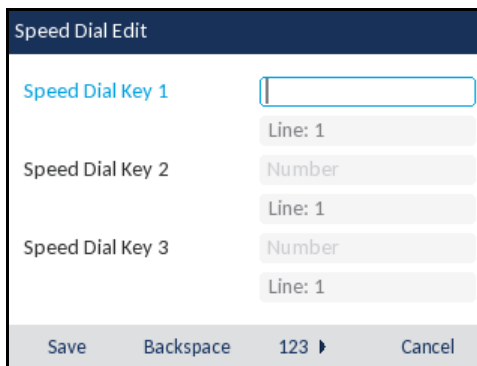 Speed Dial Edit
Speed Dial Key 1
Line: 1
Speed Dial Key 2 Number
Line: 1
Speed Dial Key 3 Number
Line: 1
Save Backspace 123 Cancel